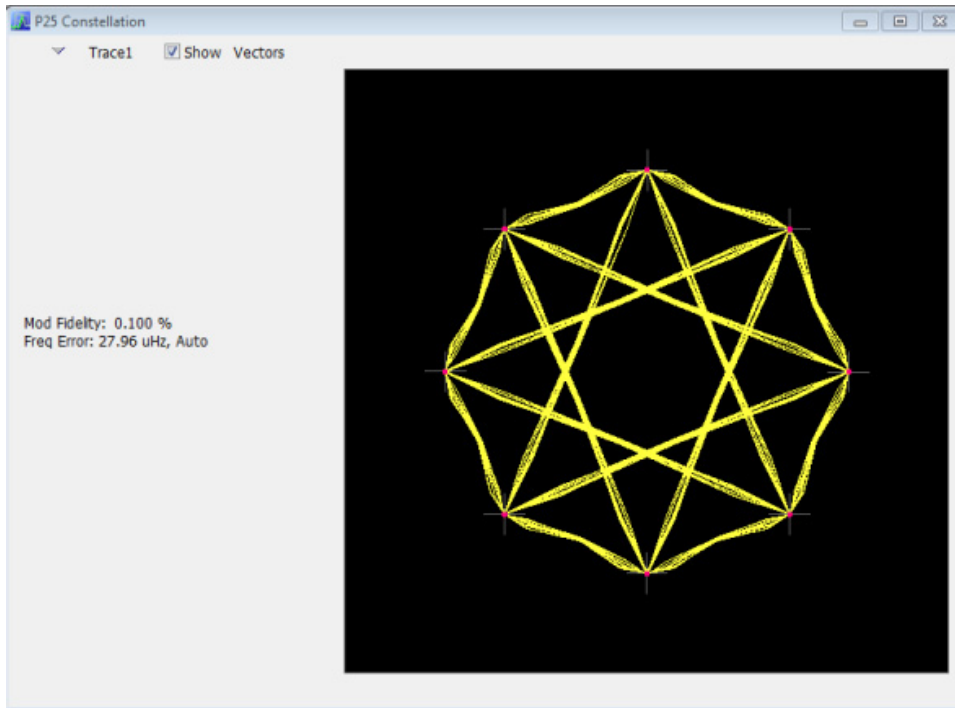 P25 Constellation
Trace1 Show Vectors
Mod Fidelity: 0.100 %
Freq Error: 27.96 uHz, Auto